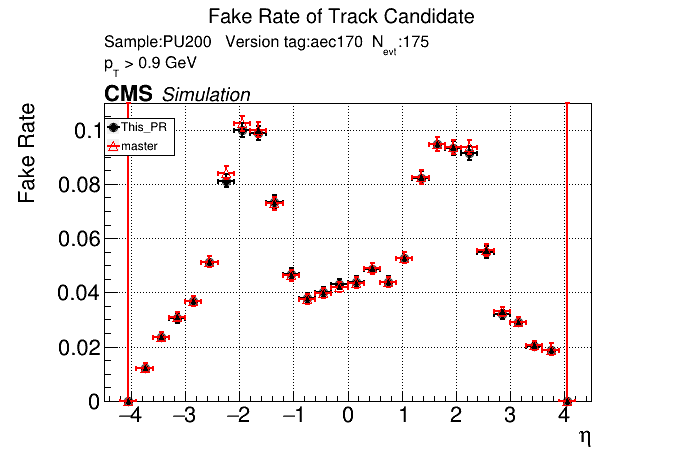 Fake Rate of Track Candidate
Sample:PU200 Version tag:aec170 Nevt:175
pT > 0.9 GeV
CMS Simulation
Fake Rate
0.1
0.08
0.06
0.04
0.02
0
This_PR
master
−4 −3 −2 −1 0 1 2 3 4
η